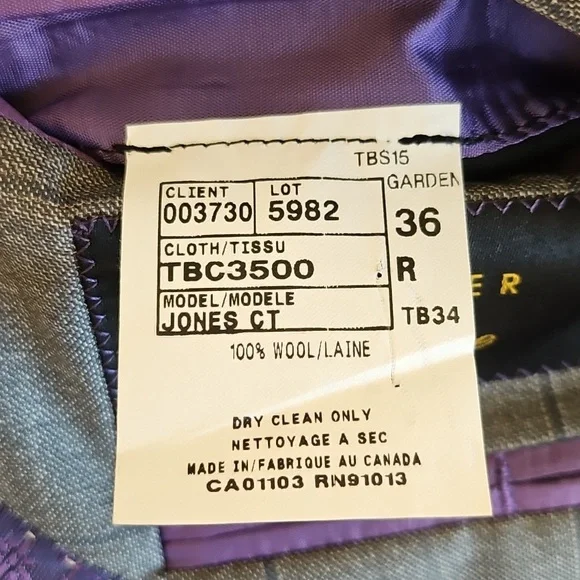 TBS15
GARDEN
CLIENT LOT
003730 5982
36
CLOTH/TISSU
TBC3500
R
MODEL/MODELE
JONES CT
TB34
100% WOOL/LAINE
DRY CLEAN ONLY
NETTOYAGE A SEC
MADE IN/FABRIQUE AU CANADA
CA01103 RN91013
ER